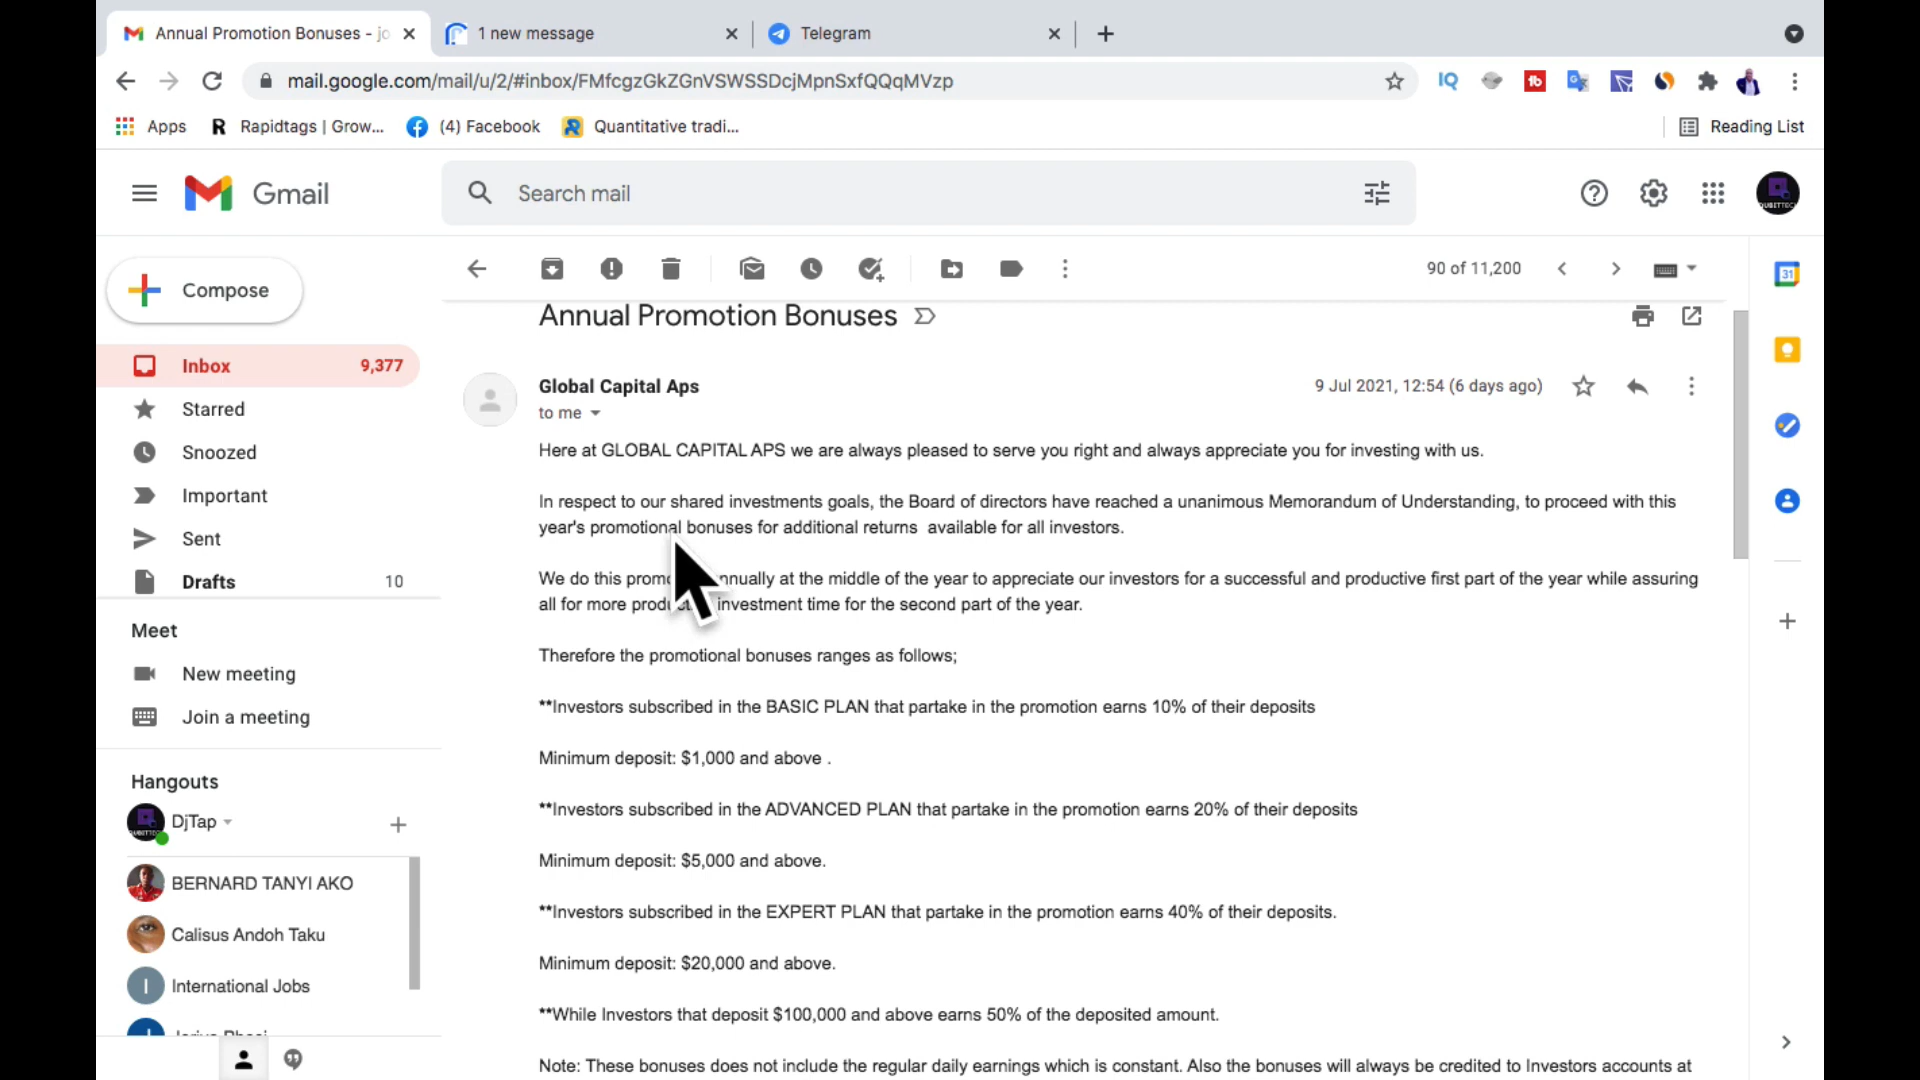 Annual Promotion Bonuses - jo
1 new message
Telegram
mail.google.com/mail/u/2/#inbox/FMfcgzGkZGnVSWSSDcjMpnSxfQQqMVzp
IQ
Apps
R Rapidtags | Grow...
(4) Facebook
Quantitative tradi...
Reading List
Gmail
Search mail
Compose
90 of 11,200
31
Inbox 9,377
Starred
Snoozed
Important
Sent
Drafts 10
Meet
New meeting
Join a meeting
Hangouts
DjTap
BERNARD TANYI AKO
Calisus Andoh Taku
I International Jobs
Annual Promotion Bonuses
Global Capital Aps
9 Jul 2021, 12:54 (6 days ago)
to me
Here at GLOBAL CAPITAL APS we are always pleased to serve you right and always appreciate you for investing with us.
In respect to our shared investments goals, the Board of directors have reached a unanimous Memorandum of Understanding, to proceed with this
year's promotional bonuses for additional returns available for all investors.
We do this annually at the middle of the year to appreciate our investors for a successful and productive first part of the year while assuring
all for more investment time for the second part of the year.
Therefore the promotional bonuses ranges as follows;
**Investors subscribed in the BASIC PLAN that partake in the promotion earns 10% of their deposits
Minimum deposit: $1,000 and above .
**Investors subscribed in the ADVANCED PLAN that partake in the promotion earns 20% of their deposits
Minimum deposit: $5,000 and above.
**Investors subscribed in the EXPERT PLAN that partake in the promotion earns 40% of their deposits.
Minimum deposit: $20,000 and above.
**While Investors that deposit $100,000 and above earns 50% of the deposited amount.
Note: These bonuses does not include the regular daily earnings which is constant. Also the bonuses will always be credited to Investors accounts at